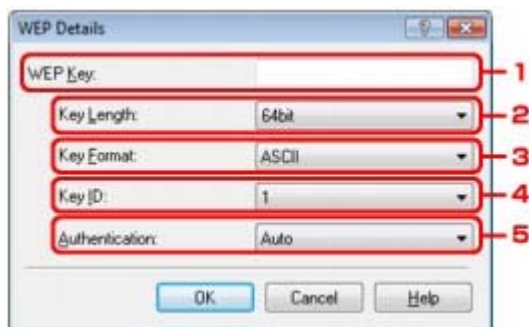 WEP Details
WEP Key: 1
Key Length: 64bit 2
Key Format: ASCII 3
Key ID: 1 4
Authentication: Auto 5
OK Cancel Help